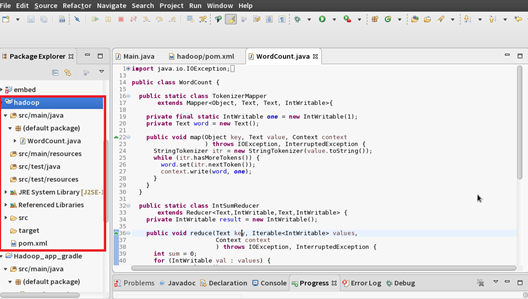 File Edit Source Refactor Navigate Search Project Run Window Help
Package Explorer
embed
hadoop
src/main/java
(default package)
WordCount.java
src/main/resources
src/test/java
src/test/resources
JRE System Library [J2SE-1
Referenced Libraries
src
target
pom.xml
Hadoop_app_gradle
src/main/java
(default package)
Main.java hadoop/pom.xml WordCount.java
1 import java.io.IOException;
13
14 public class WordCount {
15
16 public static class TokenizerMapper
17 extends Mapper<Object, Text, Text, IntWritable>{
18
19 private final static IntWritable one = new IntWritable(1);
20 private Text word = new Text();
21
22 public void map(Object key, Text value, Context context
23 ) throws IOException, InterruptedException {
24 StringTokenizer itr = new StringTokenizer(value.toString());
25 while (itr.hasMoreTokens()) {
26 word.set(itr.nextToken());
27 context.write(word, one);
28 }
29 }
30 }
31
32 public static class IntSumReducer
33 extends Reducer<Text,IntWritable,Text,IntWritable> {
34 private IntWritable result = new IntWritable();
35
36 public void reduce(Text key, Iterable<IntWritable> values,
37 Context context
38 ) throws IOException, InterruptedException {
39 int sum = 0;
40 for (IntWritable val : values) {
Problems Javadoc Declaration Console Progress Error Log Debug